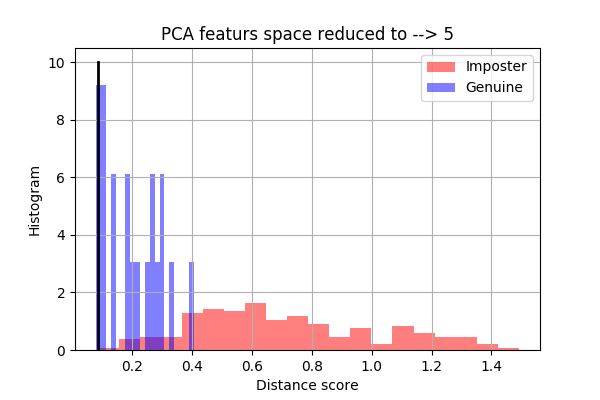 PCA featurs space reduced to --> 5
Imposter
Genuine
Histogram
10
8
6
4
2
0
0.2 0.4 0.6 0.8 1.0 1.2 1.4
Distance score